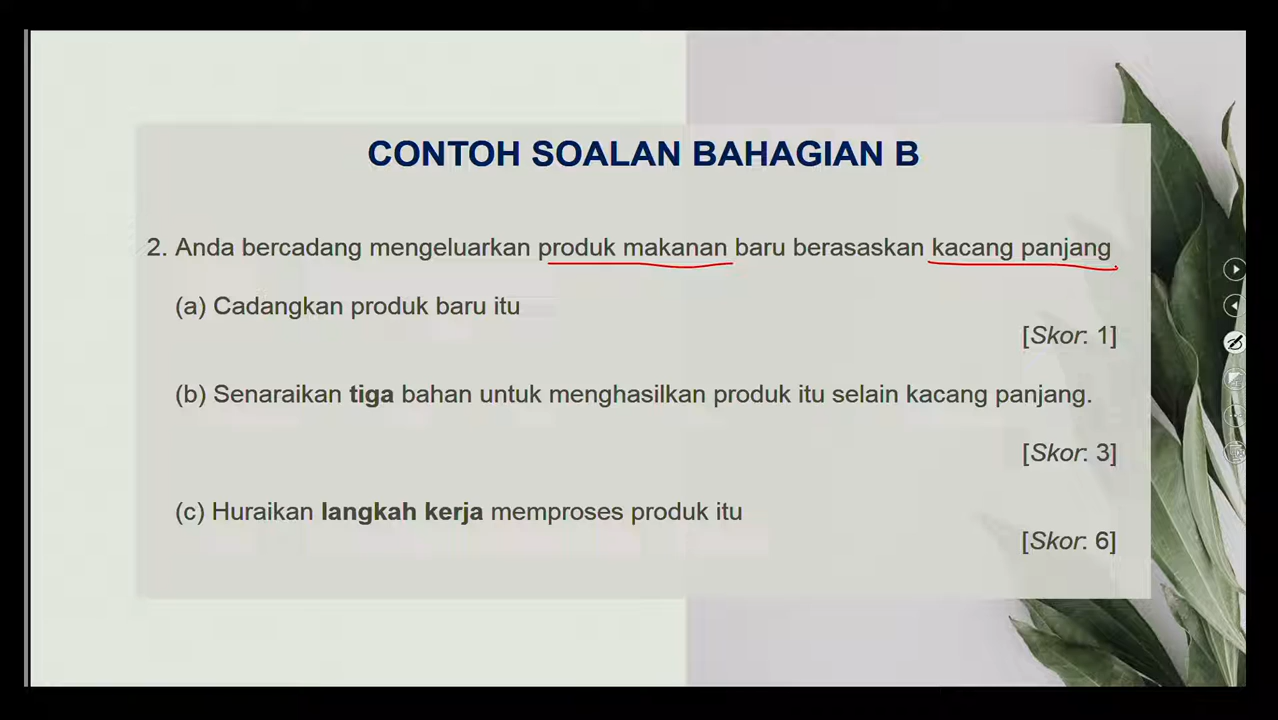 CONTOH SOALAN BAHAGIAN B
2. Anda bercadang mengeluarkan produk makanan baru berasaskan kacang panjang
(a) Cadangkan produk baru itu
[Skor: 1]
(b) Senaraikan tiga bahan untuk menghasilkan produk itu selain kacang panjang.
[Skor: 3]
(c) Huraikan langkah kerja memproses produk itu
[Skor: 6]